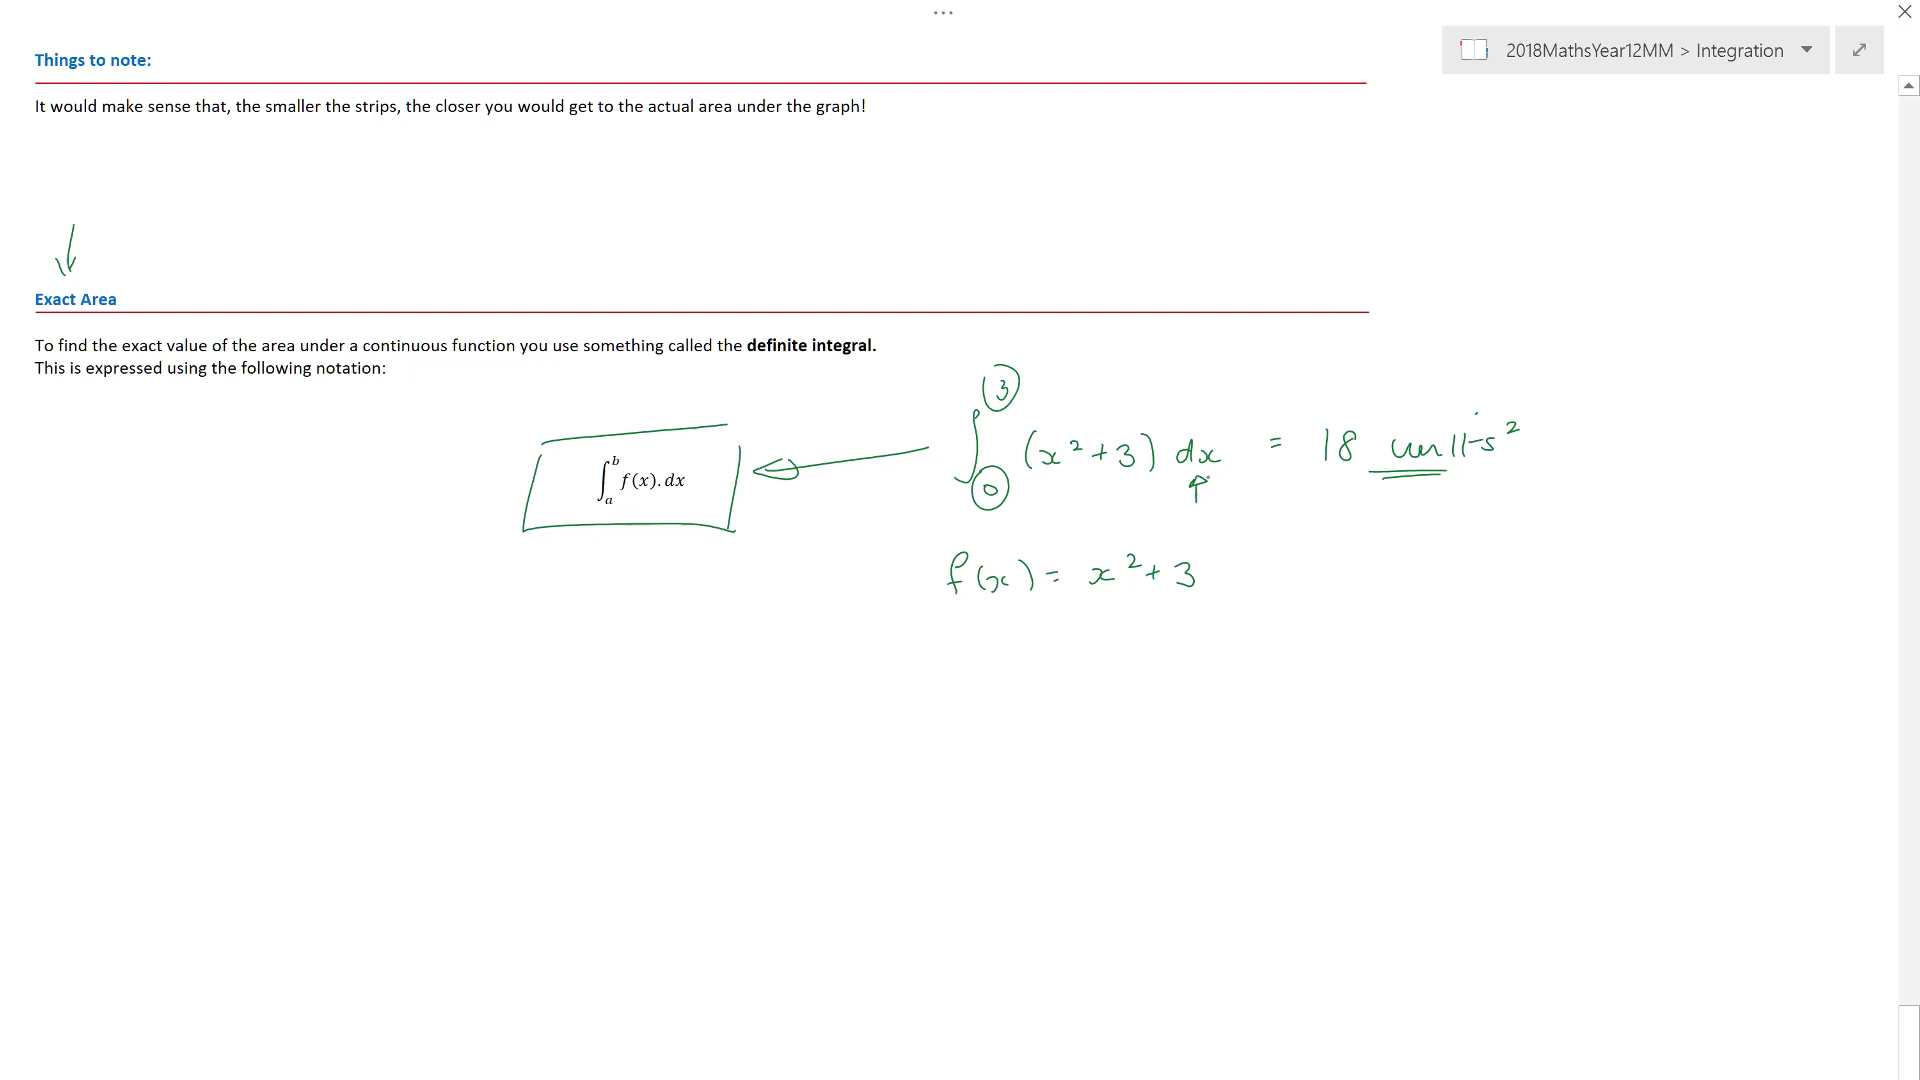 2018MathsYear12MM > Integration
Things to note:
It would make sense that, the smaller the strips, the closer you would get to the actual area under the graph!
Exact Area
To find the exact value of the area under a continuous function you use something called the definite integral.
This is expressed using the following notation:
∫_a^b f(x). dx
∫_0^3 (x² + 3) dx = 18 units²
f(x) = x² + 3